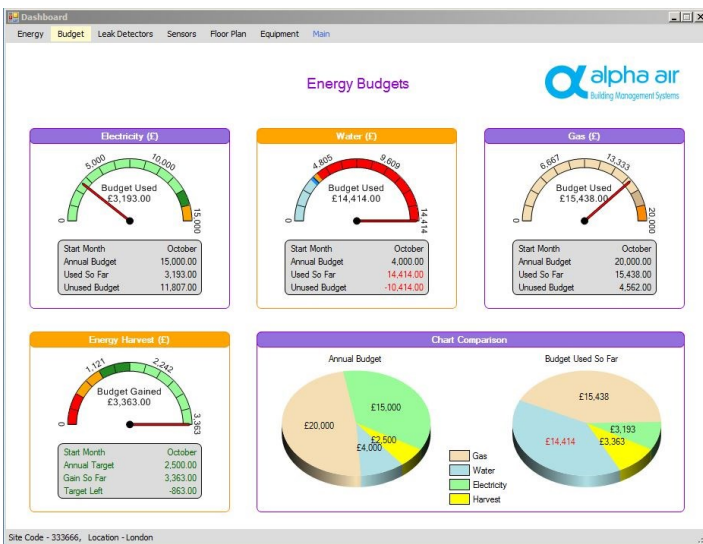 Dashboard
Energy Budget Leak Detectors Sensors Floor Plan Equipment Main
Energy Budgets
alpha air
Building Management Systems
Electricity (£)
0
5,000
10,000
15,000
Budget Used
£3,193.00
Start Month October
Annual Budget 15,000.00
Used So Far 3,193.00
Unused Budget 11,807.00
Water (£)
0
4,805
9,609
14,414
Budget Used
£14,414.00
Start Month October
Annual Budget 4,000.00
Used So Far 14,414.00
Unused Budget -10,414.00
Gas (£)
0
6,667
13,333
20,000
Budget Used
£15,438.00
Start Month October
Annual Budget 20,000.00
Used So Far 15,438.00
Unused Budget 4,562.00
Energy Harvest (£)
0
1,121
2,242
3,363
Budget Gained
£3,363.00
Start Month October
Annual Target 2,500.00
Gain So Far 3,363.00
Target Left -863.00
Chart Comparison
Annual Budget
£15,000
£20,000
£2,500
£4,000
Gas
Water
Electricity
Harvest
Budget Used So Far
£15,438
£3,193
£14,414
£3,363
Site Code - 333666, Location - London